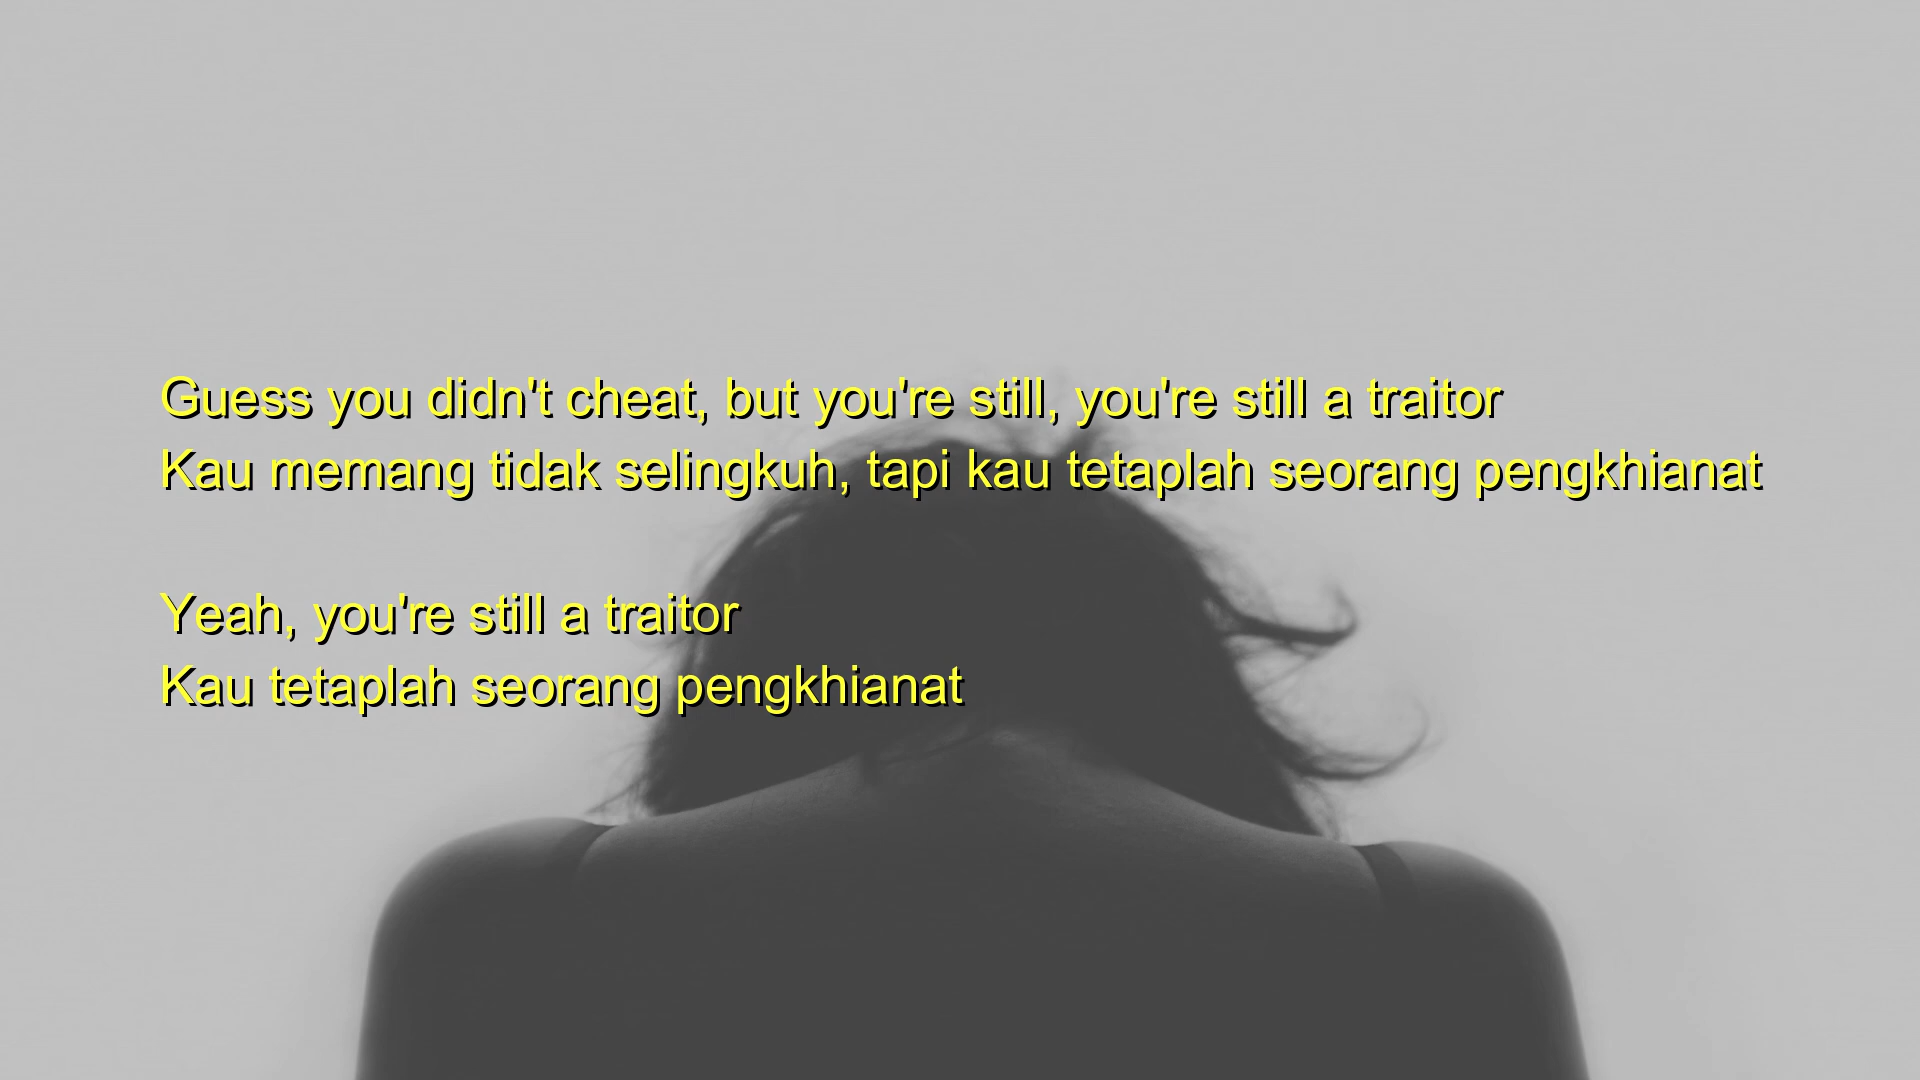 Guess you didn't cheat, but you're still, you're still a traitor
Kau memang tidak selingkuh, tapi kau tetaplah seorang pengkhianat
Yeah, you're still a traitor
Kau tetaplah seorang pengkhianat